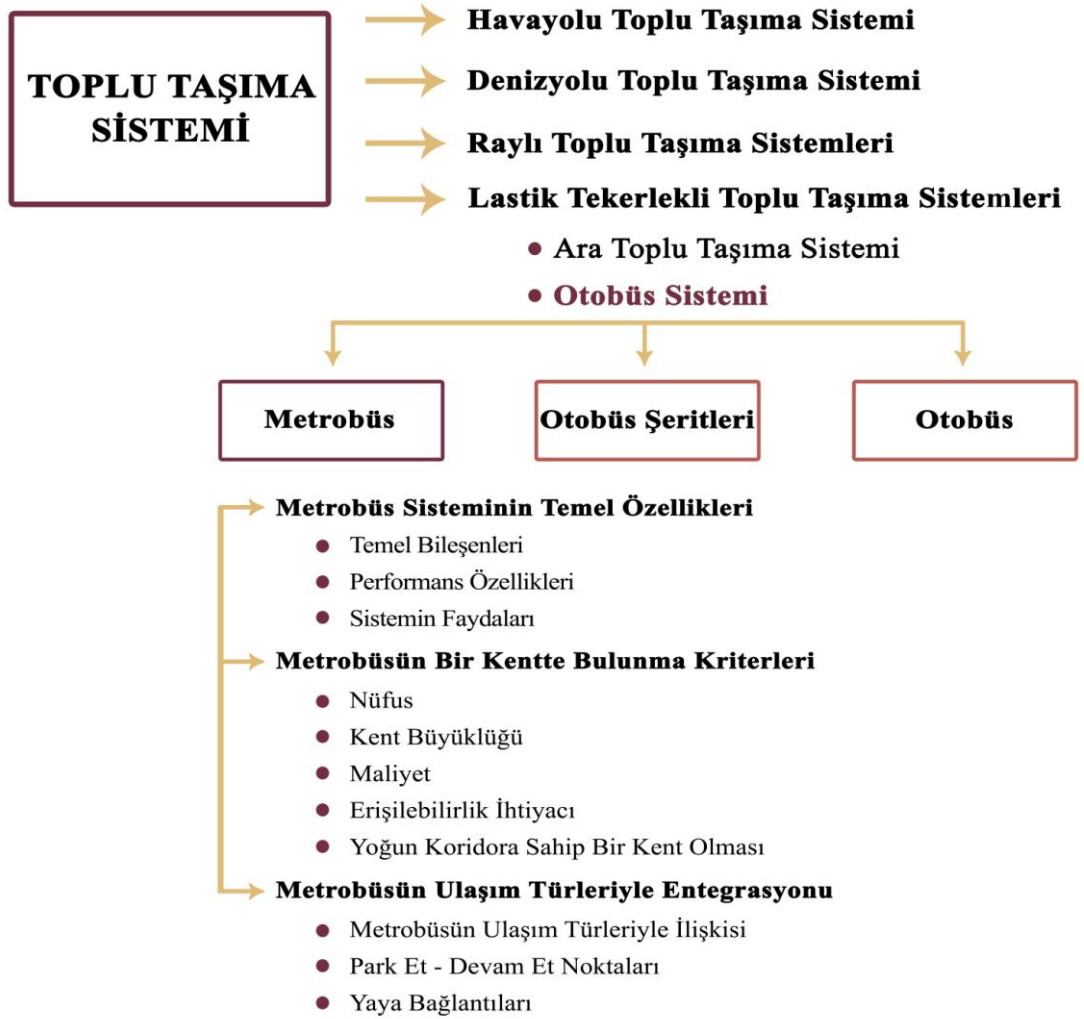 TOPLU TAŞIMA
SİSTEMİ
Havayolu Toplu Taşıma Sistemi
Denizyolu Toplu Taşıma Sistemi
Raylı Toplu Taşıma Sistemleri
Lastik Tekerlekli Toplu Taşıma Sistemleri
• Ara Toplu Taşıma Sistemi
• Otobüs Sistemi
Metrobüs
Otobüs Şeritleri
Otobüs
Metrobüs Sisteminin Temel Özellikleri
• Temel Bileşenleri
• Performans Özellikleri
• Sistemin Faydaları
Metrobüsün Bir Kentte Bulunma Kriterleri
• Nüfus
• Kent Büyüklüğü
• Maliyet
• Erişilebilirlik İhtiyacı
• Yoğun Koridora Sahip Bir Kent Olması
Metrobüsün Ulaşım Türleriyle Entegrasyonu
• Metrobüsün Ulaşım Türleriyle İlişkisi
• Park Et - Devam Et Noktaları
• Yaya Bağlantıları